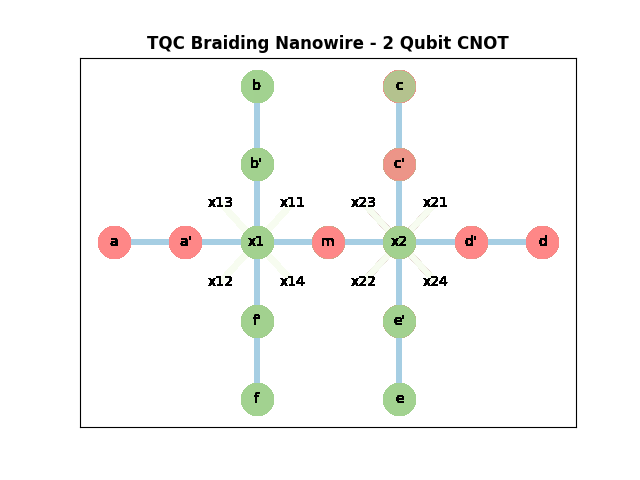 TQC Braiding Nanowire - 2 Qubit CNOT
b c
b' c'
x13 x11 x23 x21
a a' x1 m x2 d' d
x12 x14 x22 x24
f' e'
f e